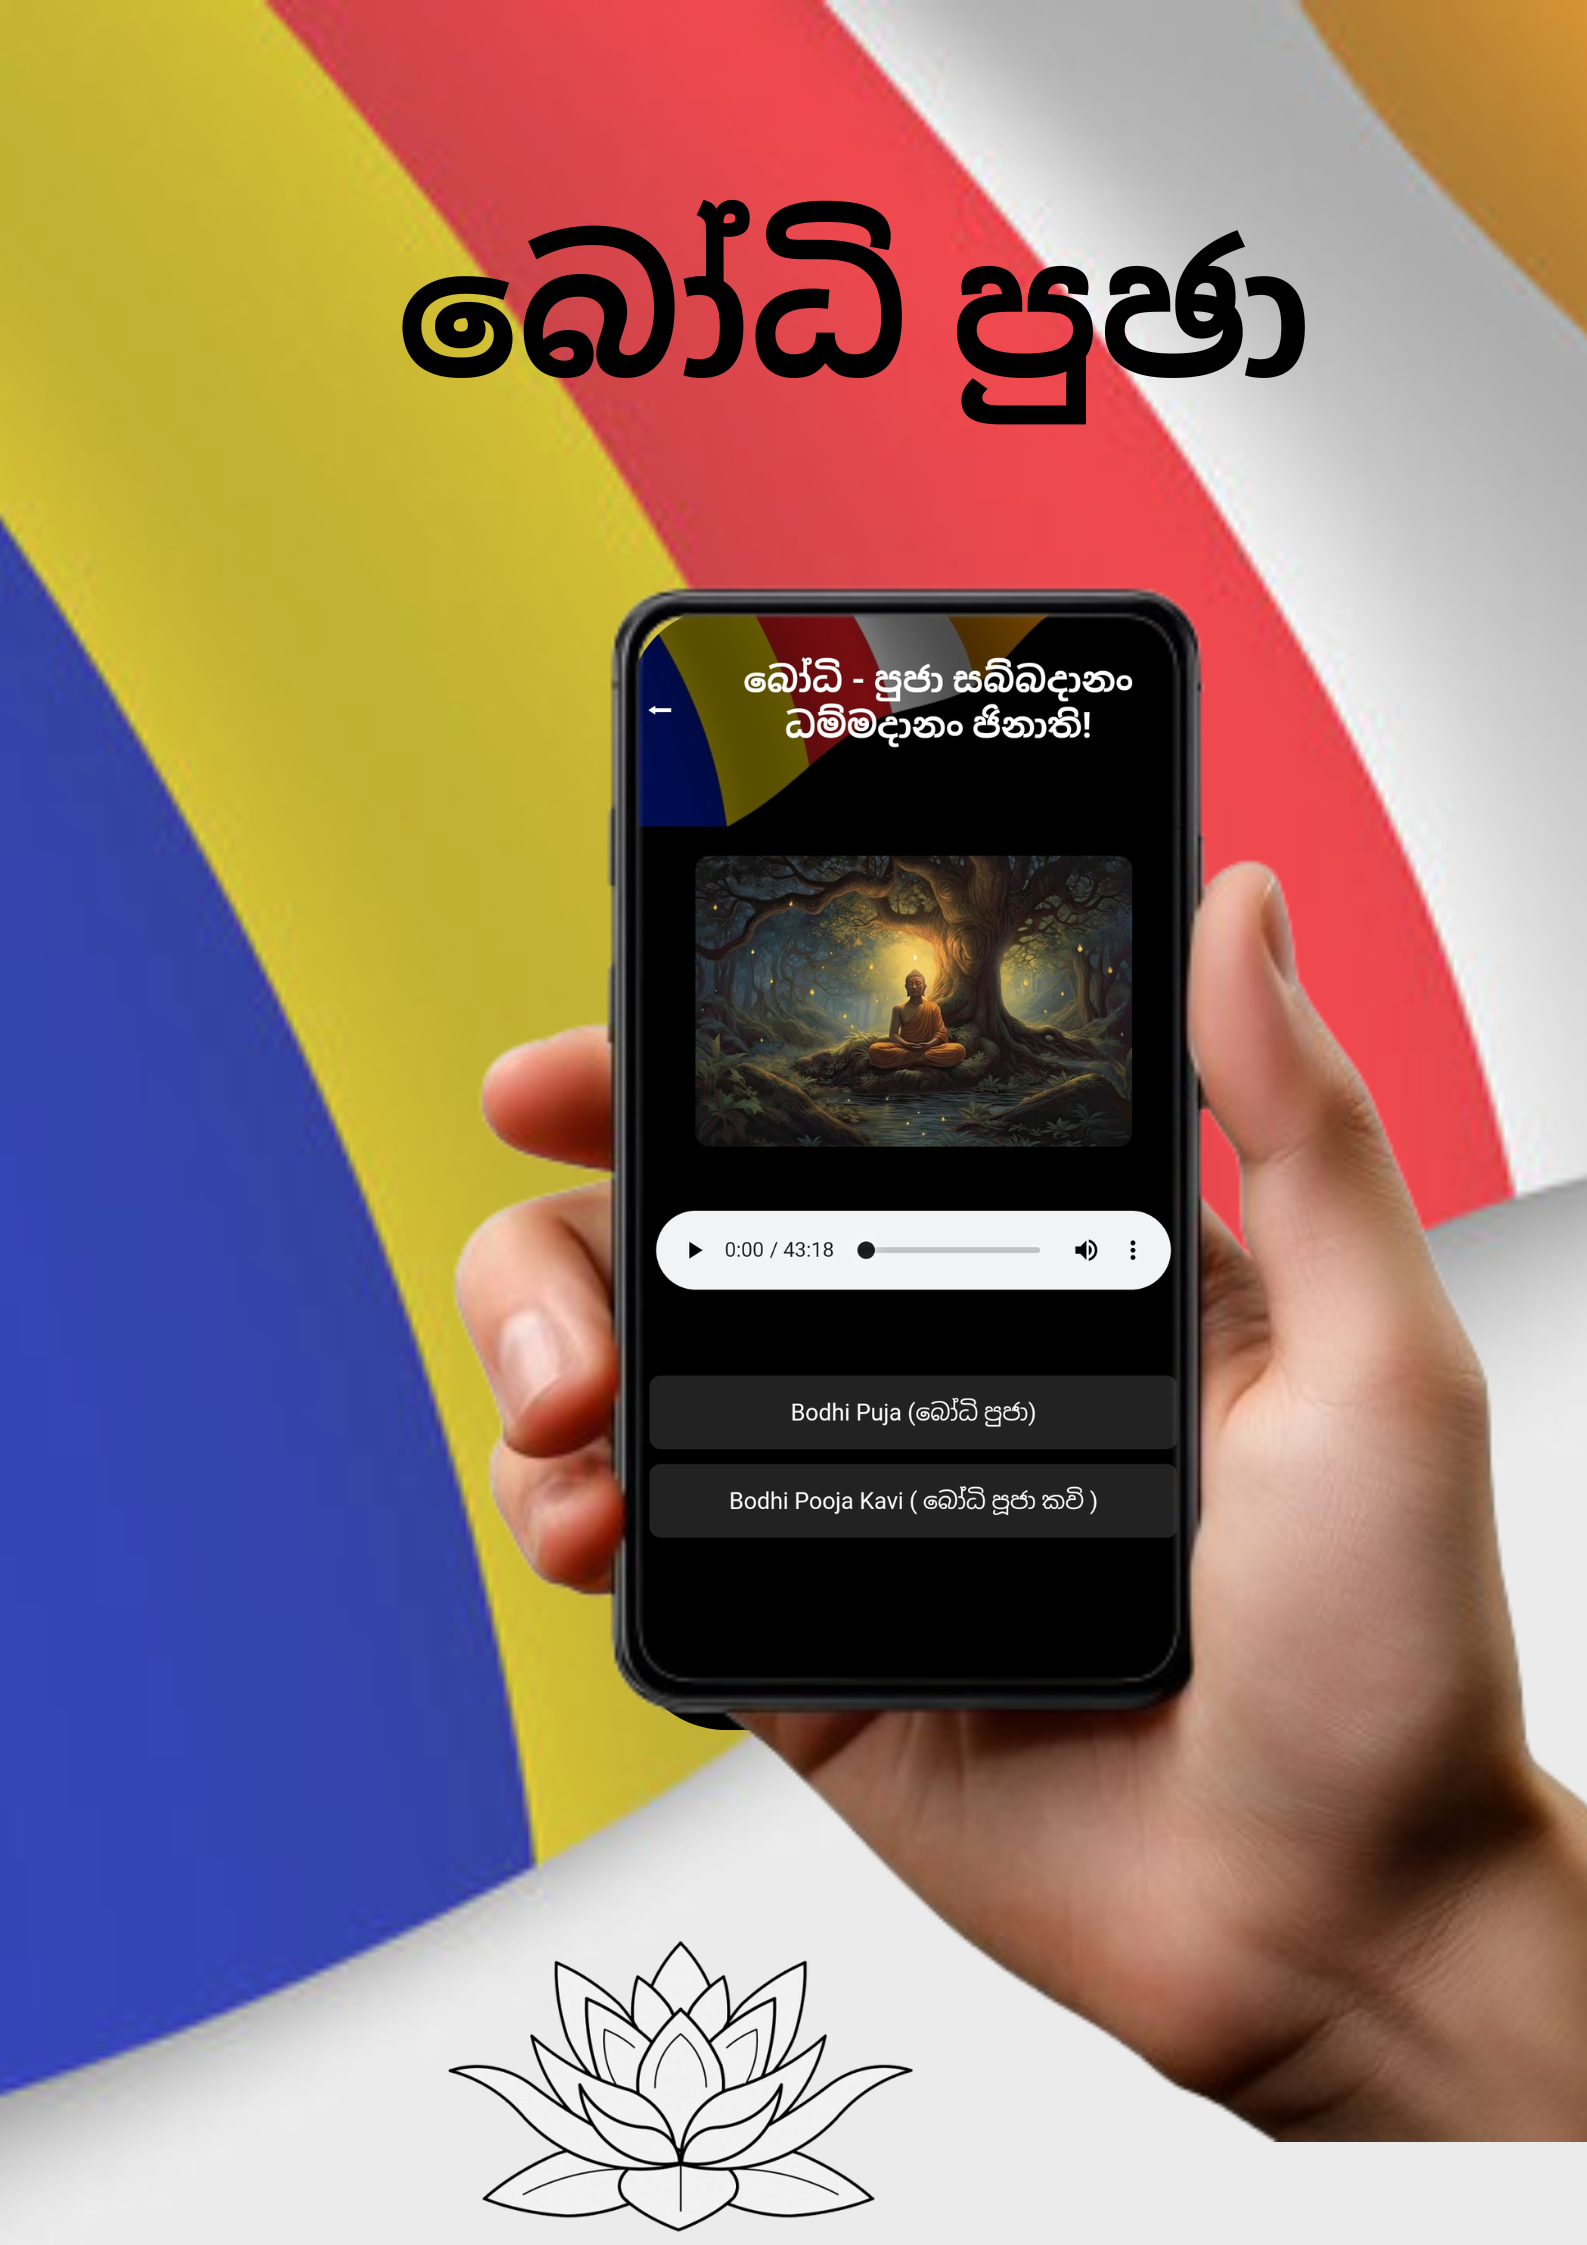 බෝධි පුජා
බෝධි - පුජා සබ්බදානං
ධම්මදානං ජිනාති!
0:00 / 43:18
Bodhi Puja (බෝධි පුජා)
Bodhi Pooja Kavi ( බෝධි පූජා කවි )